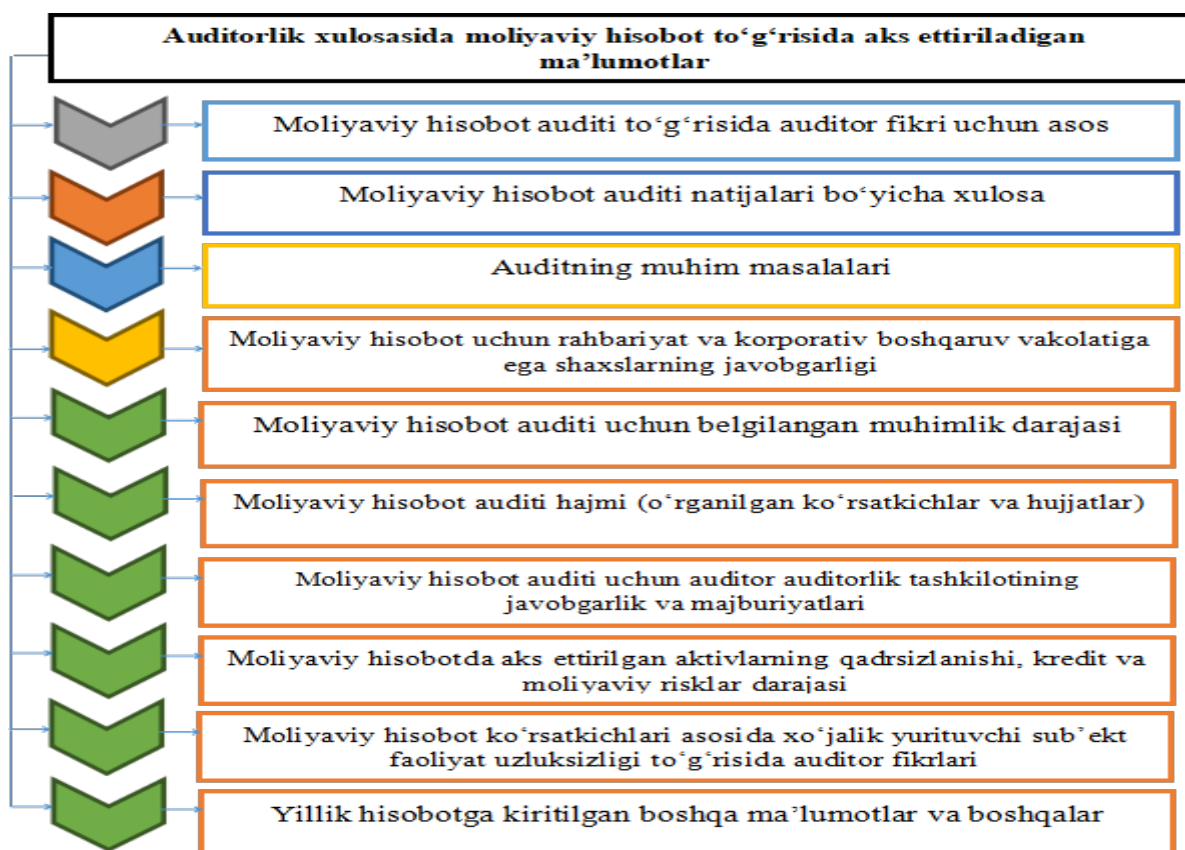 Auditorlik xulosasida moliyaviy hisobot to‘g‘risida aks ettiriladigan
ma’lumotlar
Moliyaviy hisobot auditi to‘g‘risida auditor fikri uchun asos
Moliyaviy hisobot auditi natijalari bo‘yicha xulosa
Auditning muhim masalalari
Moliyaviy hisobot uchun rahbariyat va korporativ boshqaruv vakolatiga
ega shaxslarning javobgarligi
Moliyaviy hisobot auditi uchun belgilangan muhimlik darajasi
Moliyaviy hisobot auditi hajmi (o‘rganilgan ko‘rsatkichlar va hujjatlar)
Moliyaviy hisobot auditi uchun auditor auditorlik tashkilotining
javobgarlik va majburiyatlari
Moliyaviy hisobotda aks ettirilgan aktivlarning qadrsizlanishi, kredit va
moliyaviy risklar darajasi
Moliyaviy hisobot ko‘rsatkichlari asosida xo‘jalik yurituvchi sub’ekt
faoliyat uzluksizligi to‘g‘risida auditor fikrlari
Yillik hisobotga kiritilgan boshqa ma’lumotlar va boshqalar